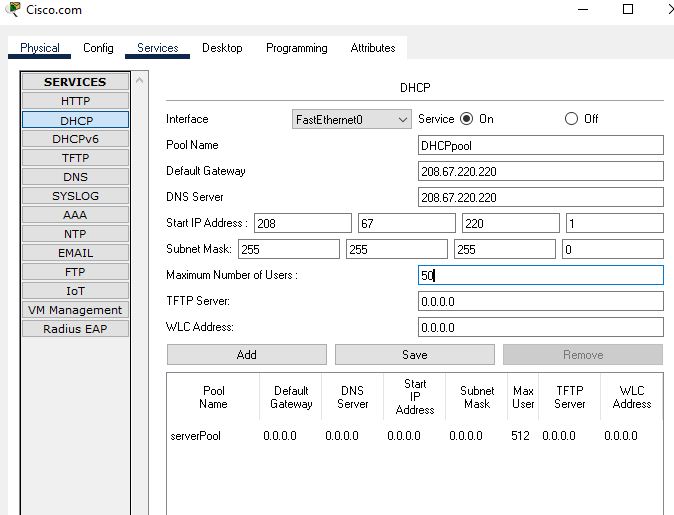 Cisco.com
Physical Config Services Desktop Programming Attributes
SERVICES
HTTP
DHCP
DHCPv6
TFTP
DNS
SYSLOG
AAA
NTP
EMAIL
FTP
IoT
VM Management
Radius EAP
DHCP
Interface FastEthernet0 Service On Off
Pool Name DHCPpool
Default Gateway 208.67.220.220
DNS Server 208.67.220.220
Start IP Address : 208 67 220 1
Subnet Mask: 255 255 255 0
Maximum Number of Users : 50
TFTP Server: 0.0.0.0
WLC Address: 0.0.0.0
Add Save Remove
Pool Name Default Gateway DNS Server Start IP Address Subnet Mask Max User TFTP Server WLC Address
serverPool 0.0.0.0 0.0.0.0 0.0.0.0 0.0.0.0 512 0.0.0.0 0.0.0.0